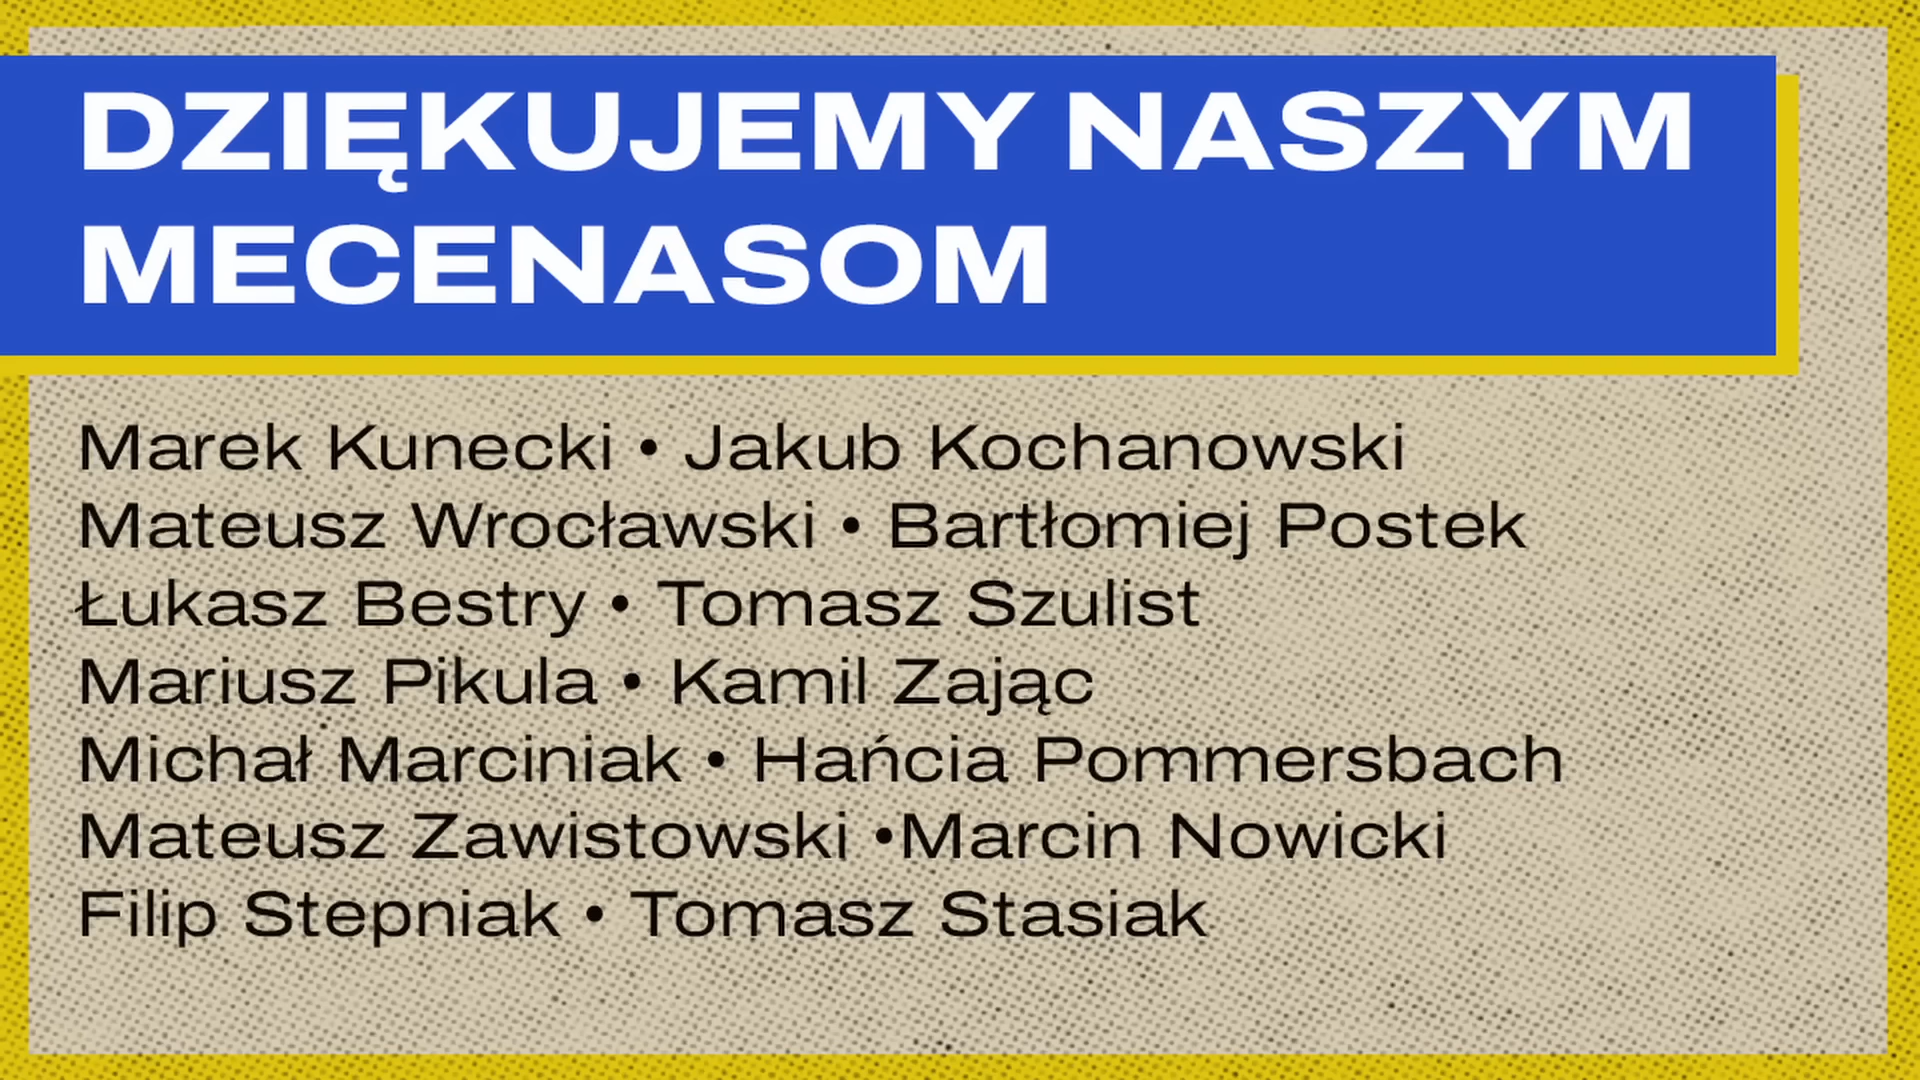 DZIĘKUJEMY NASZYM
MECENASOM
Marek Kunecki • Jakub Kochanowski
Mateusz Wrocławski • Bartłomiej Postek
Łukasz Bestry • Tomasz Szulist
Mariusz Pikula • Kamil Zając
Michał Marciniak • Hańcia Pommersbach
Mateusz Zawistowski •Marcin Nowicki
Filip Stepniak • Tomasz Stasiak